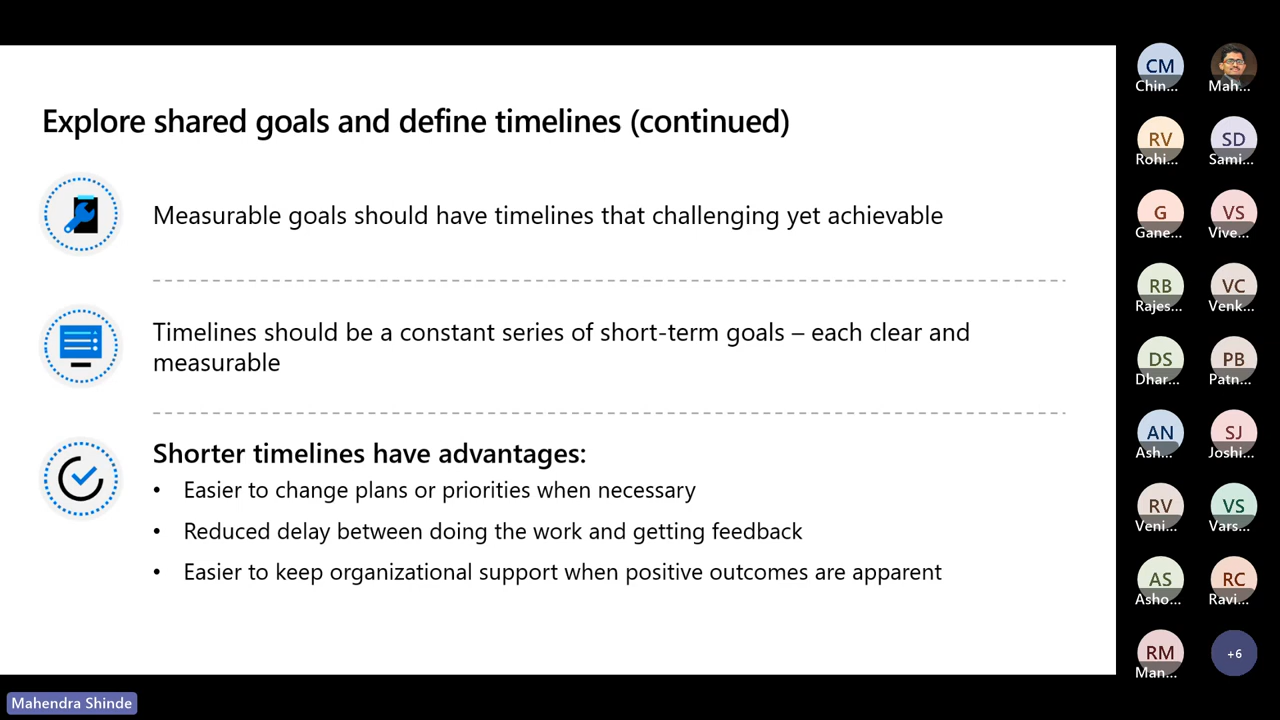 Explore shared goals and define timelines (continued)
Measurable goals should have timelines that challenging yet achievable
Timelines should be a constant series of short-term goals – each clear and
measurable
Shorter timelines have advantages:
• Easier to change plans or priorities when necessary
• Reduced delay between doing the work and getting feedback
• Easier to keep organizational support when positive outcomes are apparent
CM
Chin...
Mah...
RV
Rohi...
SD
Sami...
G
Gane...
VS
Vive...
RB
Rajes...
VC
Venk...
DS
Dhar...
PB
Patn...
AN
Ash...
SJ
Joshi...
RV
Veni...
VS
Vars...
AS
Asho...
RC
Ravi...
RM
Man...
+6
Mahendra Shinde